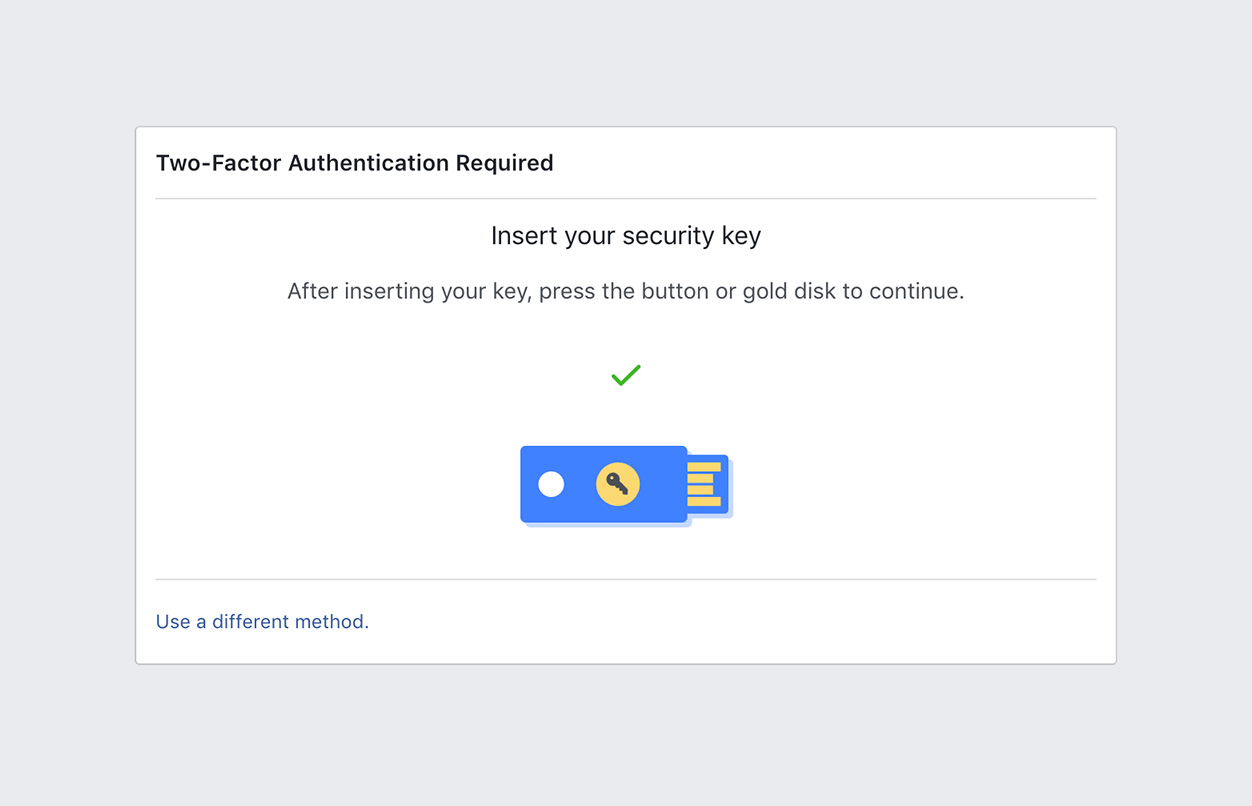 Two-Factor Authentication Required
Insert your security key
After inserting your key, press the button or gold disk to continue.
Use a different method.